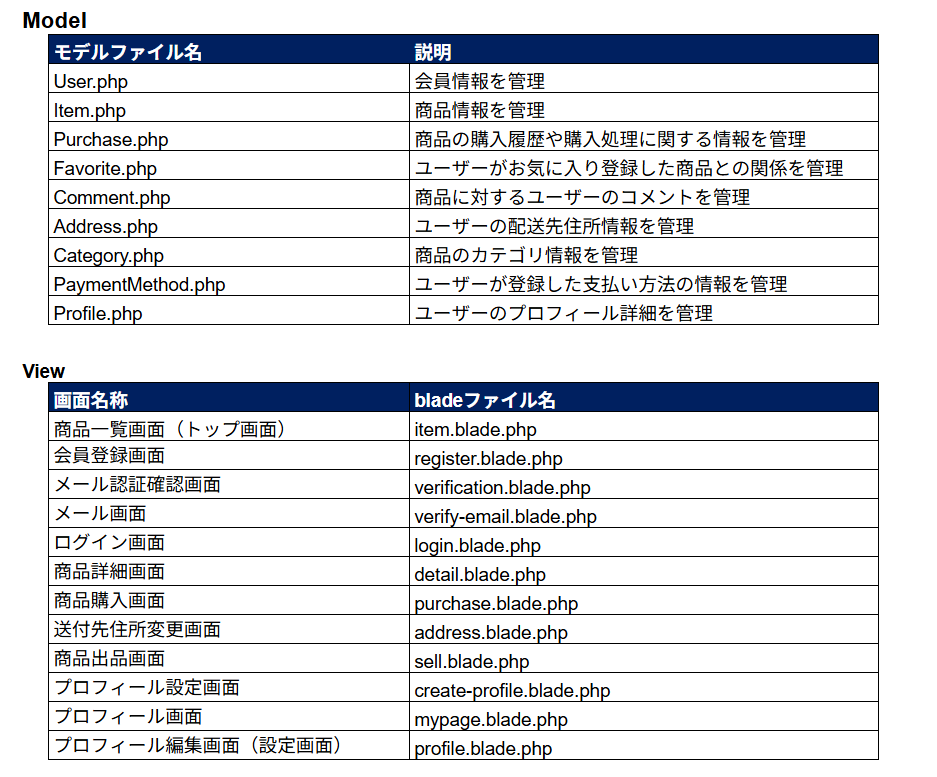 Model
モデルファイル名 説明
User.php 会員情報を管理
Item.php 商品情報を管理
Purchase.php 商品の購入履歴や購入処理に関する情報を管理
Favorite.php ユーザーがお気に入り登録した商品との関係を管理
Comment.php 商品に対するユーザーのコメントを管理
Address.php ユーザーの配送先住所情報を管理
Category.php 商品のカテゴリ情報を管理
PaymentMethod.php ユーザーが登録した支払い方法の情報を管理
Profile.php ユーザーのプロフィール詳細を管理
View
画面名称 bladeファイル名
商品一覧画面（トップ画面） item.blade.php
会員登録画面 register.blade.php
メール認証確認画面 verification.blade.php
メール画面 verify-email.blade.php
ログイン画面 login.blade.php
商品詳細画面 detail.blade.php
商品購入画面 purchase.blade.php
送付先住所変更画面 address.blade.php
商品出品画面 sell.blade.php
プロフィール設定画面 create-profile.blade.php
プロフィール画面 mypage.blade.php
プロフィール編集画面（設定画面） profile.blade.php